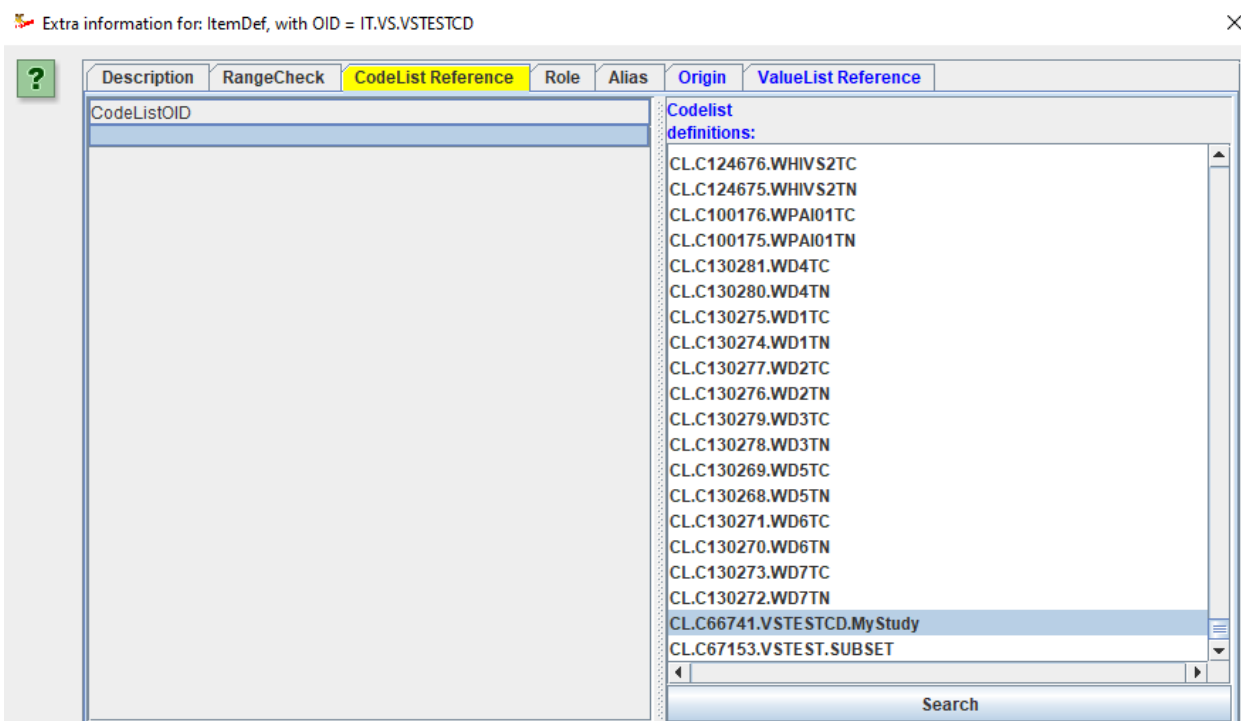 Extra information for: ItemDef, with OID = IT.VS.VSTESTCD
?
Description RangeCheck CodeList Reference Role Alias Origin ValueList Reference
CodeListOID
Codelist
definitions:
CL.C124676.WHIVS2TC
CL.C124675.WHIVS2TN
CL.C100176.WPAI01TC
CL.C100175.WPAI01TN
CL.C130281.WD4TC
CL.C130280.WD4TN
CL.C130275.WD1TC
CL.C130274.WD1TN
CL.C130277.WD2TC
CL.C130276.WD2TN
CL.C130279.WD3TC
CL.C130278.WD3TN
CL.C130269.WD5TC
CL.C130268.WD5TN
CL.C130271.WD6TC
CL.C130270.WD6TN
CL.C130273.WD7TC
CL.C130272.WD7TN
CL.C66741.VSTESTCD.MyStudy
CL.C67153.VSTEST.SUBSET
Search